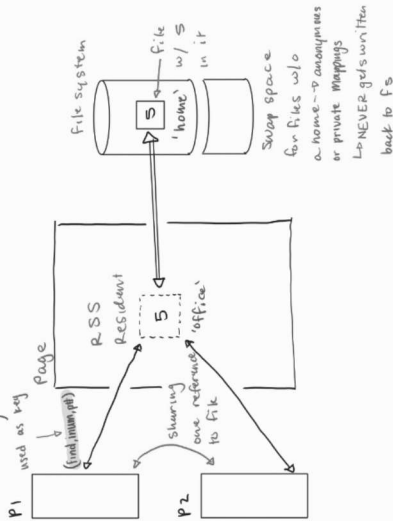 P1
used as key
(find,inum,ptr)
page
RSS
Resident
5
'office'
sharing
one reference
to file
P2
file system
5
'home'
file
w/ 5
in it
Swap space
for files w/o
a home → anonymous
or private mappings
↳ NEVER gets written
back to fs